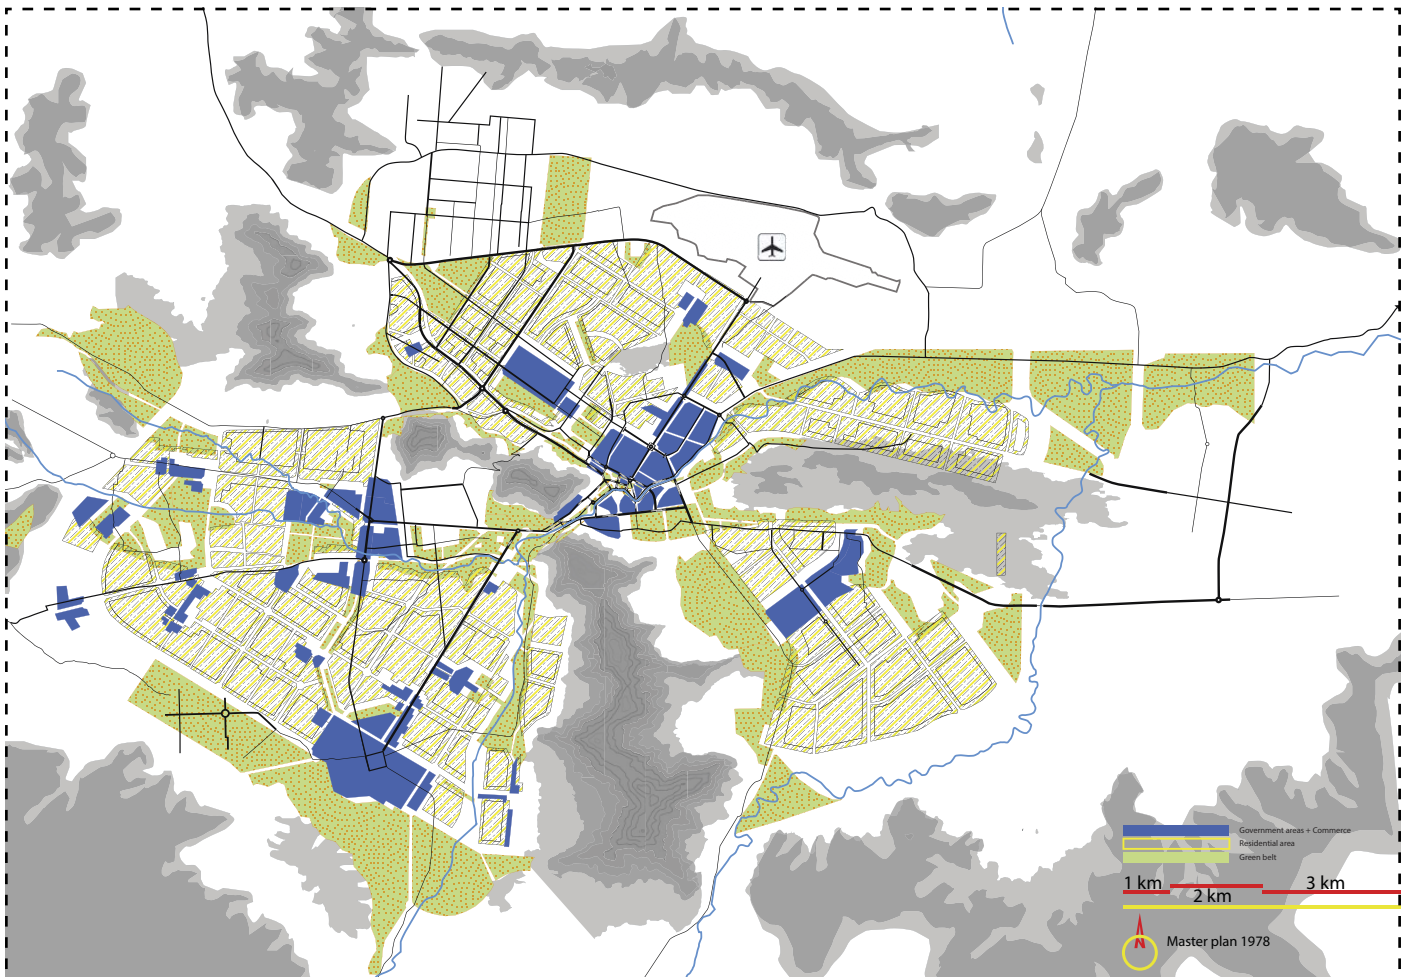 Government areas + Commerce
Residential area
Green belt
1 km
3 km
2 km
N
Master plan 1978